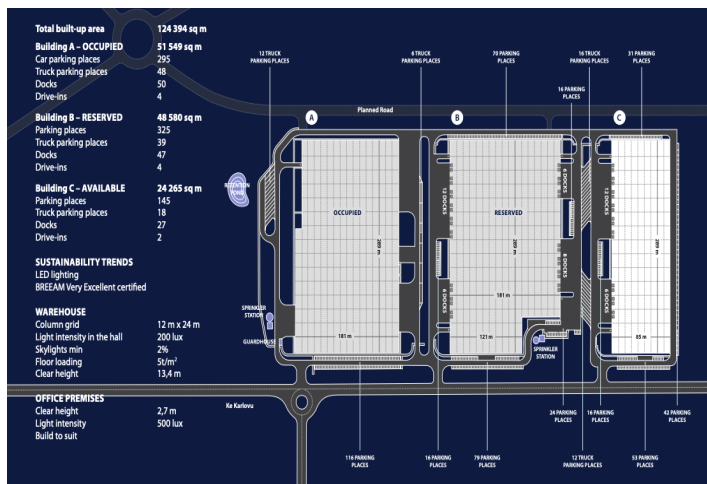 Total built-up area 124 394 sq m
Building A – OCCUPIED 51 549 sq m
Car parking places 295
Truck parking places 48
Docks 50
Drive-ins 4
Building B – RESERVED 48 580 sq m
Parking places 325
Truck parking places 39
Docks 47
Drive-ins 4
Building C – AVAILABLE 24 265 sq m
Parking places 145
Truck parking places 18
Docks 27
Drive-ins 2
SUSTAINABILITY TRENDS
LED lighting
BREEAM Very Excellent certified
WAREHOUSE
Column grid 12 m x 24 m
Light intensity in the hall 200 lux
Skylights min 2%
Floor loading 5t/m²
Clear height 13,4 m
OFFICE PREMISES
Clear height 2,7 m
Light intensity 500 lux
Build to suit
12 TRUCK
PARKING PLACES
6 TRUCK
PARKING PLACES
70 PARKING
PLACES
16 TRUCK
PARKING PLACES
31 PARKING
PLACES
16 PARKING
PLACES
Planned Road
A
B
C
RETENTION
POND
OCCUPIED
RESERVED
12 DOCKS
6 DOCKS
12 DOCKS
289 m
289 m
289 m
6 DOCKS
8 DOCKS
6 DOCKS
181 m
SPRINKLER
STATION
GUARDHOUSE
181 m
121 m
85 m
SPRINKLER
STATION
Ke Karlovu
24 PARKING
PLACES
16 PARKING
PLACES
42 PARKING
PLACES
116 PARKING
PLACES
16 PARKING
PLACES
79 PARKING
PLACES
12 TRUCK
PARKING PLACES
53 PARKING
PLACES